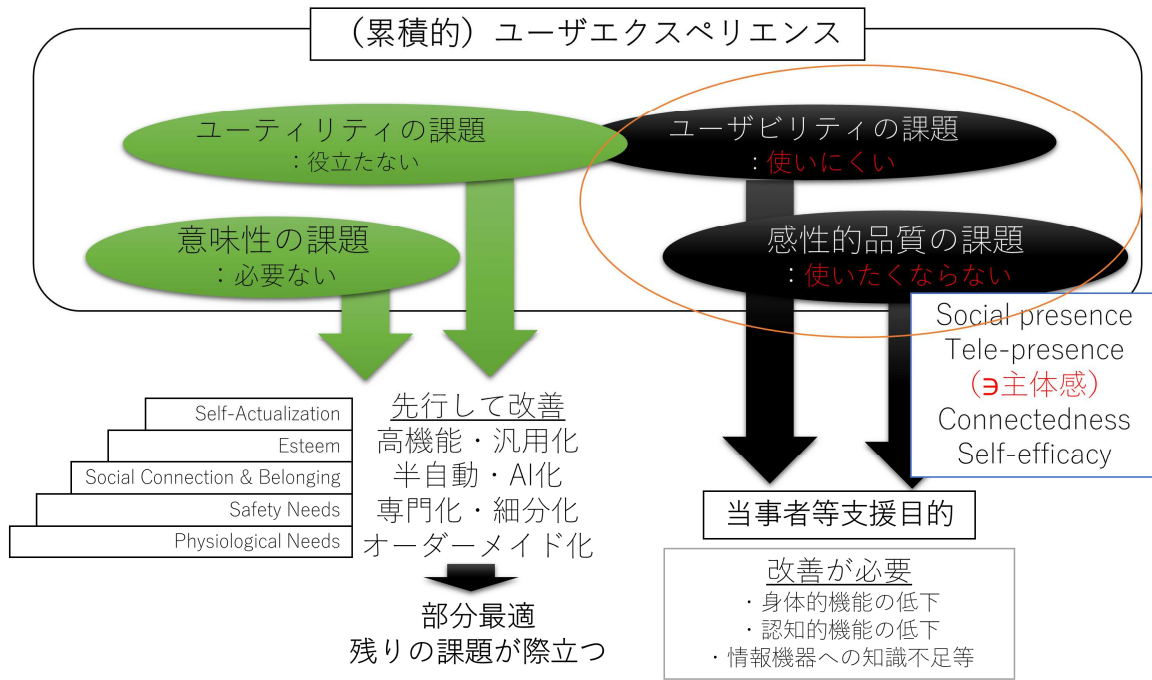 （累積的）ユーザエクスペリエンス
ユーティリティの課題
：役立たない
ユーザビリティの課題
：使いにくい
意味性の課題
：必要ない
感性的品質の課題
：使いたくならない
Social presence
Tele-presence
(∋主体感)
Connectedness
Self-efficacy
Self-Actualization
Esteem
Social Connection & Belonging
Safety Needs
Physiological Needs
先行して改善
高機能・汎用化
半自動・AI化
専門化・細分化
オーダーメイド化
部分最適
残りの課題が際立つ
当事者等支援目的
改善が必要
・身体的機能の低下
・認知的機能の低下
・情報機器への知識不足等